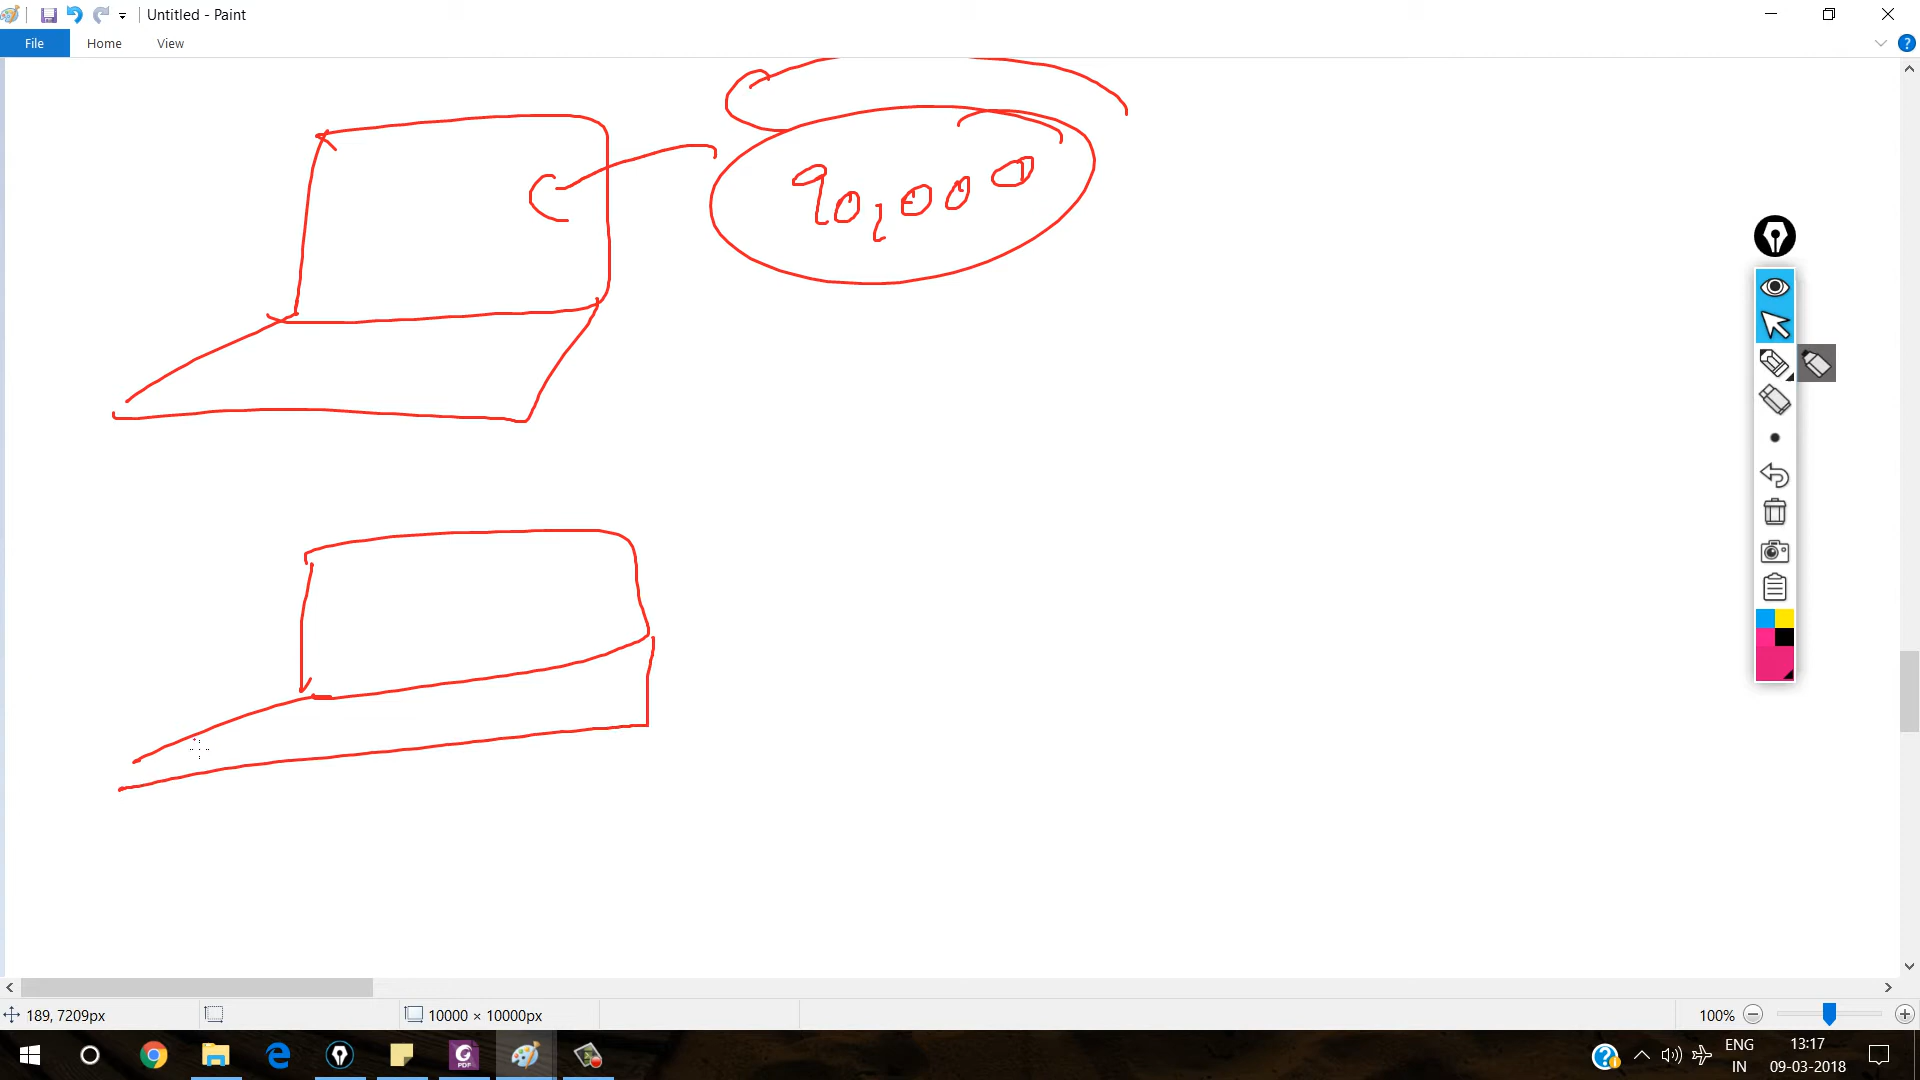 Untitled - Paint
File Home View
90,000
189, 7209px
10000 × 10000px
100%
PDF
ENG
IN
13:17
09-03-2018